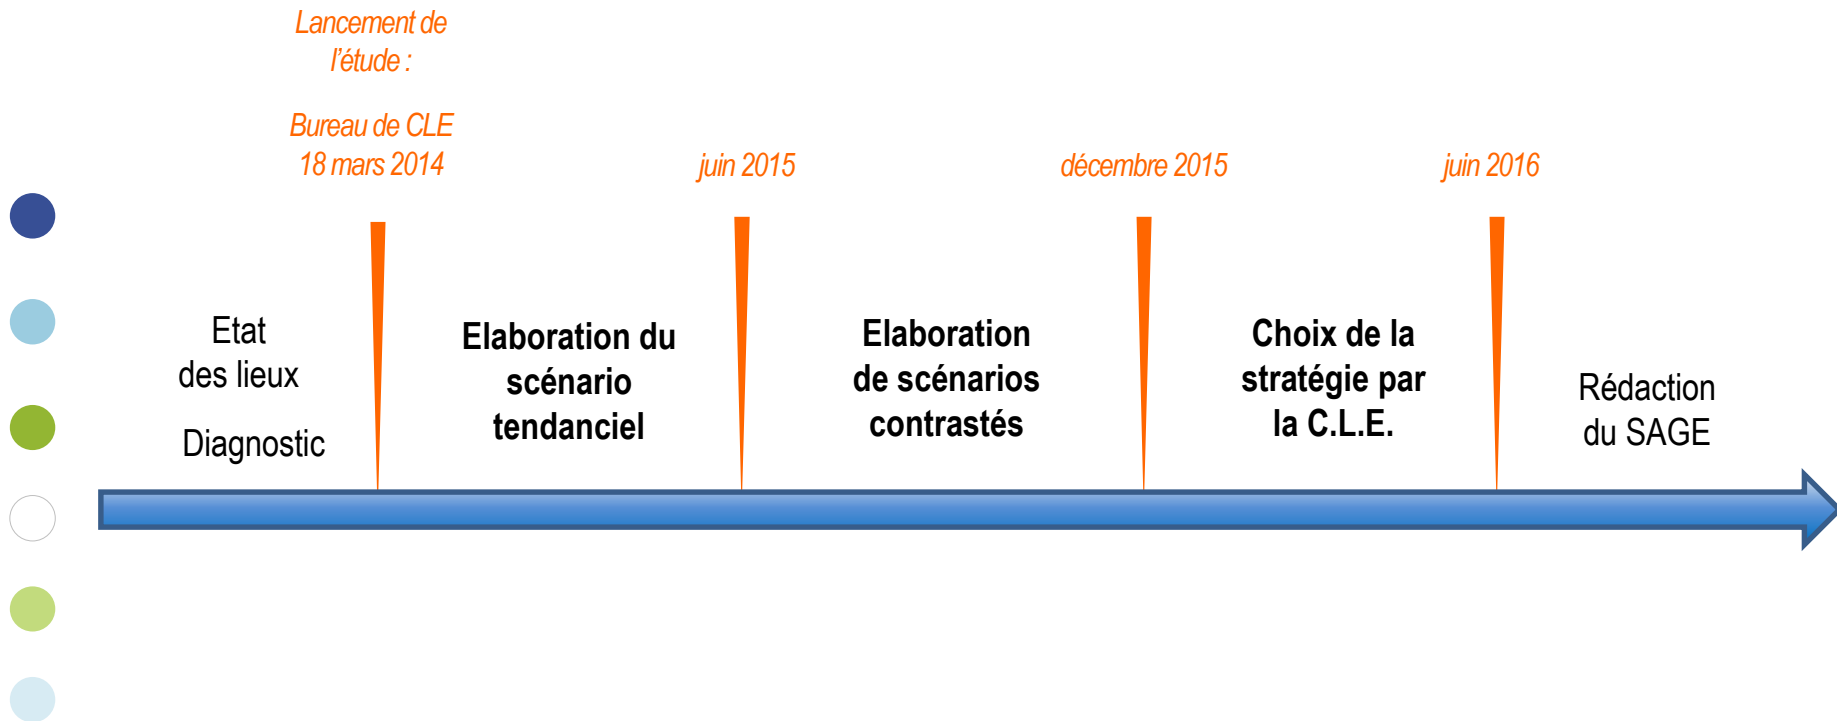 Lancement de
l'étude :
Bureau de CLE
18 mars 2014
juin 2015
décembre 2015
juin 2016
Etat
des lieux
Diagnostic
Elaboration du
scénario
tendanciel
Elaboration
de scénarios
contrastés
Choix de la
stratégie par
la C.L.E.
Rédaction
du SAGE